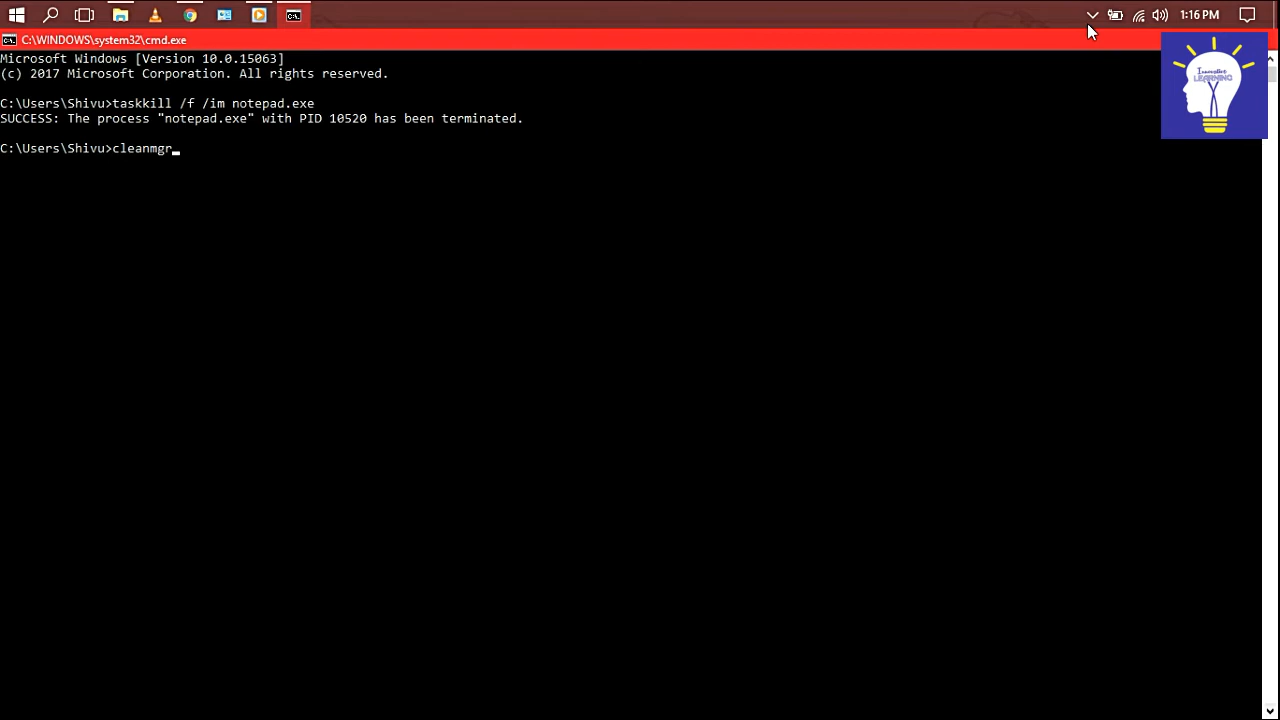 1:16 PM
C:\WINDOWS\system32\cmd.exe
Microsoft Windows [Version 10.0.15063]
(c) 2017 Microsoft Corporation. All rights reserved.
C:\Users\Shivu>taskkill /f /im notepad.exe
SUCCESS: The process "notepad.exe" with PID 10520 has been terminated.
C:\Users\Shivu>cleanmgr
Innovative
LEARNING